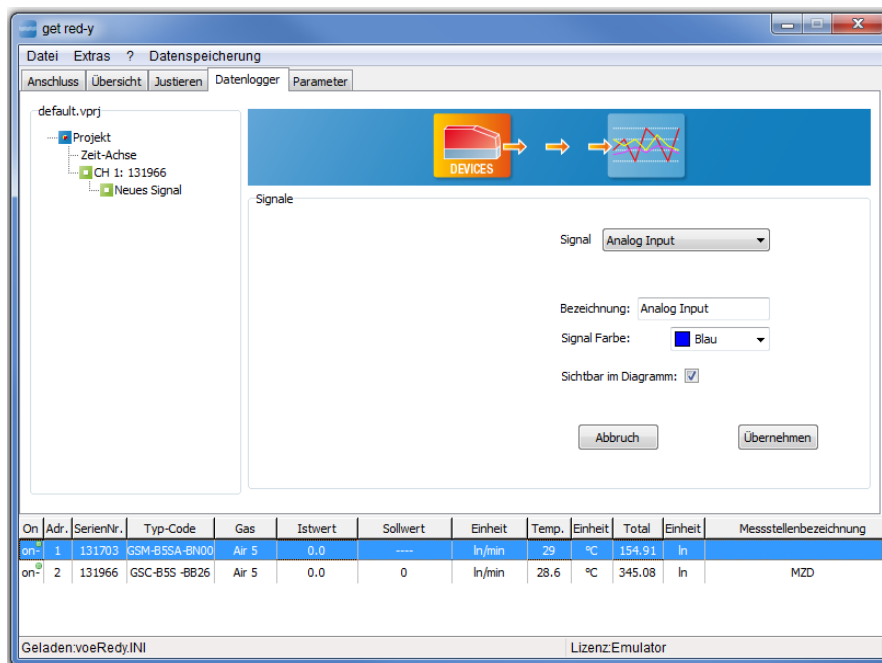 get red-y
Datei Extras ? Datenspeicherung
Anschluss Übersicht Justieren Datenlogger Parameter
default.vprj
Projekt
Zeit-Achse
CH 1: 131966
Neues Signal
DEVICES
Signale
Signal Analog Input
Bezeichnung: Analog Input
Signal Farbe: Blau
Sichtbar im Diagramm:
Abbruch Übernehmen
On Adr. SerienNr. Typ-Code Gas Istwert Sollwert Einheit Temp. Einheit Total Einheit Messstellenbezeichnung
on- 1 131703 GSM-B5SA-BN00 Air 5 0.0 ---- ln/min 29 °C 154.91 ln
on- 2 131966 GSC-B5S -BB26 Air 5 0.0 0 ln/min 28.6 °C 345.08 ln MZD
Geladen:voeRedy.INI Lizenz:Emulator